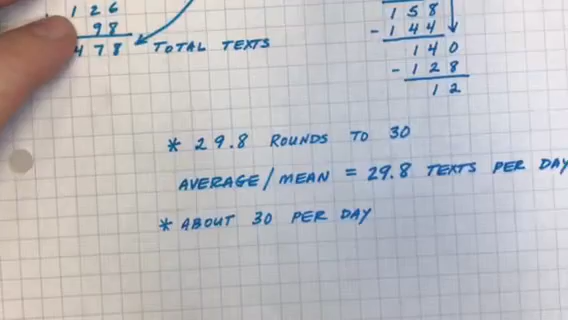 126
98
478 TOTAL TEXTS
158
- 144
140
- 128
12
* 29.8 ROUNDS TO 30
AVERAGE/MEAN = 29.8 TEXTS PER DAY
* ABOUT 30 PER DAY